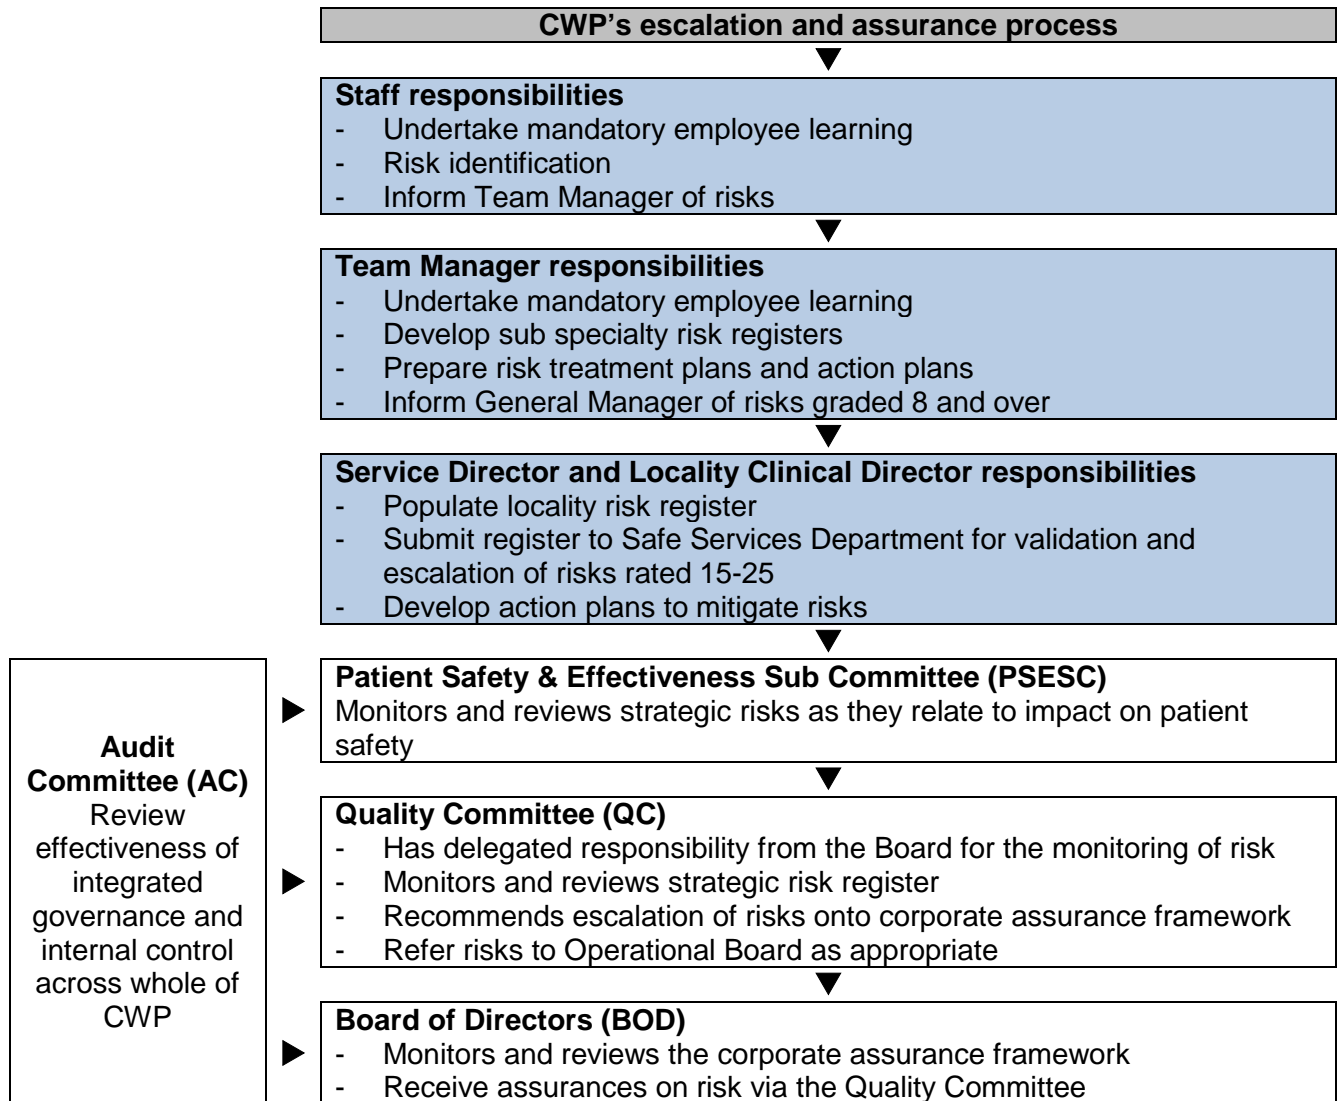 CWP's escalation and assurance process
Staff responsibilities
- Undertake mandatory employee learning
- Risk identification
- Inform Team Manager of risks
Team Manager responsibilities
- Undertake mandatory employee learning
- Develop sub specialty risk registers
- Prepare risk treatment plans and action plans
- Inform General Manager of risks graded 8 and over
Service Director and Locality Clinical Director responsibilities
- Populate locality risk register
- Submit register to Safe Services Department for validation and
escalation of risks rated 15-25
- Develop action plans to mitigate risks
Audit
Committee (AC)
Review
effectiveness of
integrated
governance and
internal control
across whole of
CWP
Patient Safety & Effectiveness Sub Committee (PSESC)
Monitors and reviews strategic risks as they relate to impact on patient
safety
Quality Committee (QC)
- Has delegated responsibility from the Board for the monitoring of risk
- Monitors and reviews strategic risk register
- Recommends escalation of risks onto corporate assurance framework
- Refer risks to Operational Board as appropriate
Board of Directors (BOD)
- Monitors and reviews the corporate assurance framework
- Receive assurances on risk via the Quality Committee